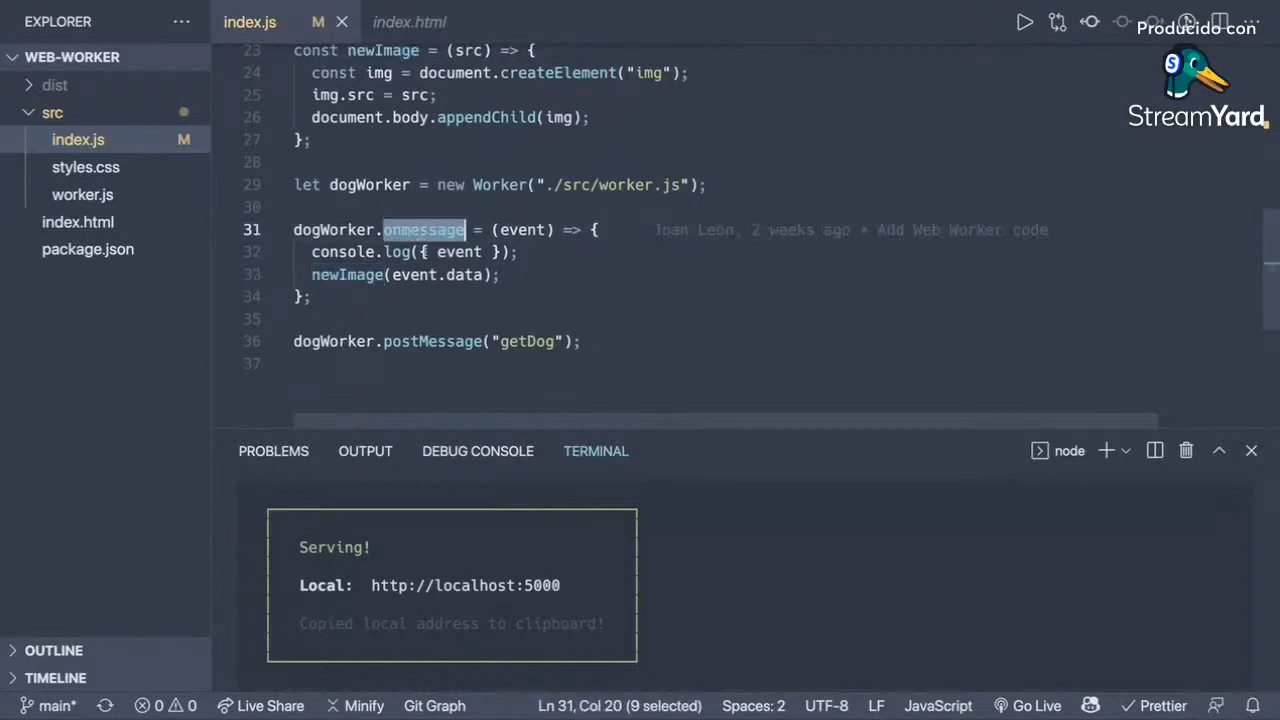 EXPLORER
index.js M
index.html
WEB-WORKER
dist
src
index.js M
styles.css
worker.js
index.html
package.json
OUTLINE
TIMELINE
Producido con
StreamYard
23 const newImage = (src) => {
24 const img = document.createElement("img");
25 img.src = src;
26 document.body.appendChild(img);
27 };
28
29 let dogWorker = new Worker("./src/worker.js");
30
31 dogWorker.onmessage = (event) => { Joan León, 2 weeks ago • Add Web Worker code
32 console.log({ event });
33 newImage(event.data);
34 };
35
36 dogWorker.postMessage("getDog");
37
PROBLEMS OUTPUT DEBUG CONSOLE TERMINAL node
Serving!
Local: http://localhost:5000
Copied local address to clipboard!
main* 0 0 Live Share Minify Git Graph Ln 31, Col 20 (9 selected) Spaces: 2 UTF-8 LF JavaScript Go Live Prettier